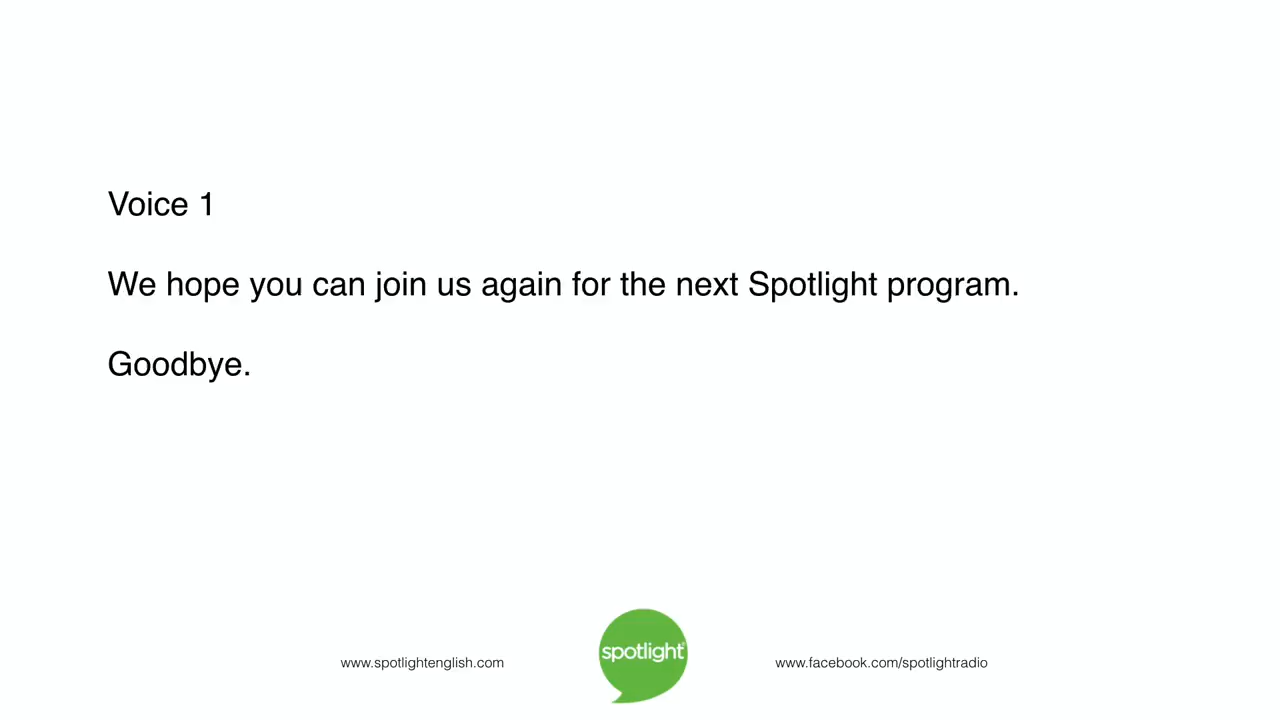 Voice 1
We hope you can join us again for the next Spotlight program.
Goodbye.
www.spotlightenglish.com
spotlight
www.facebook.com/spotlightradio